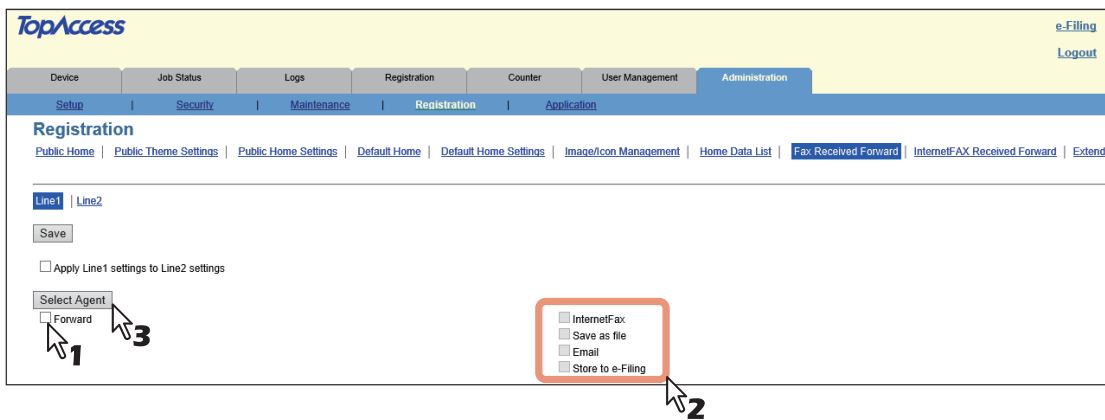 TopAccess
e-Filing
Logout
Device Job Status Logs Registration Counter User Management Administration
Setup | Security | Maintenance | Registration | Application
Registration
Public Home | Public Theme Settings | Public Home Settings | Default Home | Default Home Settings | Image/Icon Management | Home Data List | Fax Received Forward | InternetFAX Received Forward | Extend
Line1 | Line2
Save
Apply Line1 settings to Line2 settings
Select Agent
Forward
3
1
InternetFax
Save as file
Email
Store to e-Filing
2